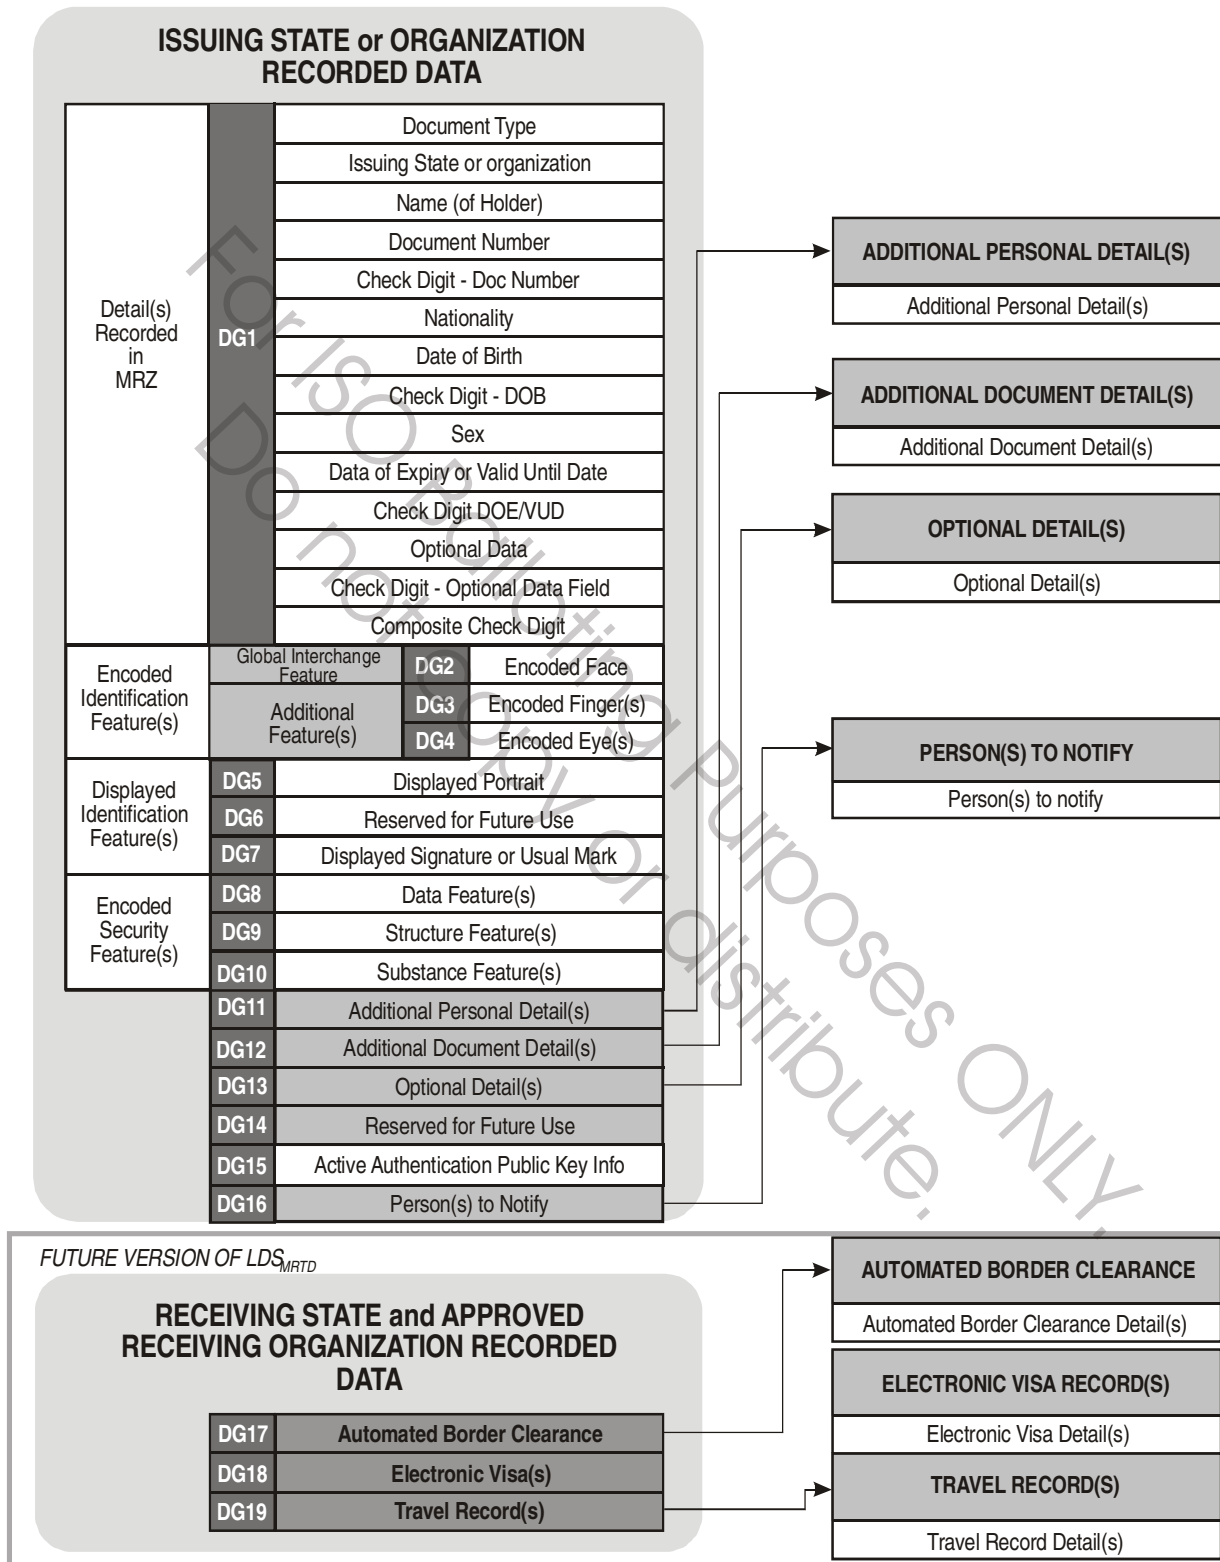 ISSUING STATE or ORGANIZATION
RECORDED DATA
Detail(s)
Recorded
in
MRZ
DG1
Document Type
Issuing State or organization
Name (of Holder)
Document Number
Check Digit - Doc Number
Nationality
Date of Birth
Check Digit - DOB
Sex
Data of Expiry or Valid Until Date
Check Digit DOE/VUD
Optional Data
Check Digit - Optional Data Field
Composite Check Digit
Encoded
Identification
Feature(s)
Global Interchange
Feature
DG2
Encoded Face
Additional
Feature(s)
DG3
Encoded Finger(s)
DG4
Encoded Eye(s)
Displayed
Identification
Feature(s)
DG5
Displayed Portrait
DG6
Reserved for Future Use
DG7
Displayed Signature or Usual Mark
Encoded
Security
Feature(s)
DG8
Data Feature(s)
DG9
Structure Feature(s)
DG10
Substance Feature(s)
DG11
Additional Personal Detail(s)
DG12
Additional Document Detail(s)
DG13
Optional Detail(s)
DG14
Reserved for Future Use
DG15
Active Authentication Public Key Info
DG16
Person(s) to Notify
ADDITIONAL PERSONAL DETAIL(S)
Additional Personal Detail(s)
ADDITIONAL DOCUMENT DETAIL(S)
Additional Document Detail(s)
OPTIONAL DETAIL(S)
Optional Detail(s)
PERSON(S) TO NOTIFY
Person(s) to notify
For ISO Balloting Purposes ONLY.
Do not copy or distribute.
FUTURE VERSION OF LDS MRTD
RECEIVING STATE and APPROVED
RECEIVING ORGANIZATION RECORDED
DATA
DG17
Automated Border Clearance
DG18
Electronic Visa(s)
DG19
Travel Record(s)
AUTOMATED BORDER CLEARANCE
Automated Border Clearance Detail(s)
ELECTRONIC VISA RECORD(S)
Electronic Visa Detail(s)
TRAVEL RECORD(S)
Travel Record Detail(s)